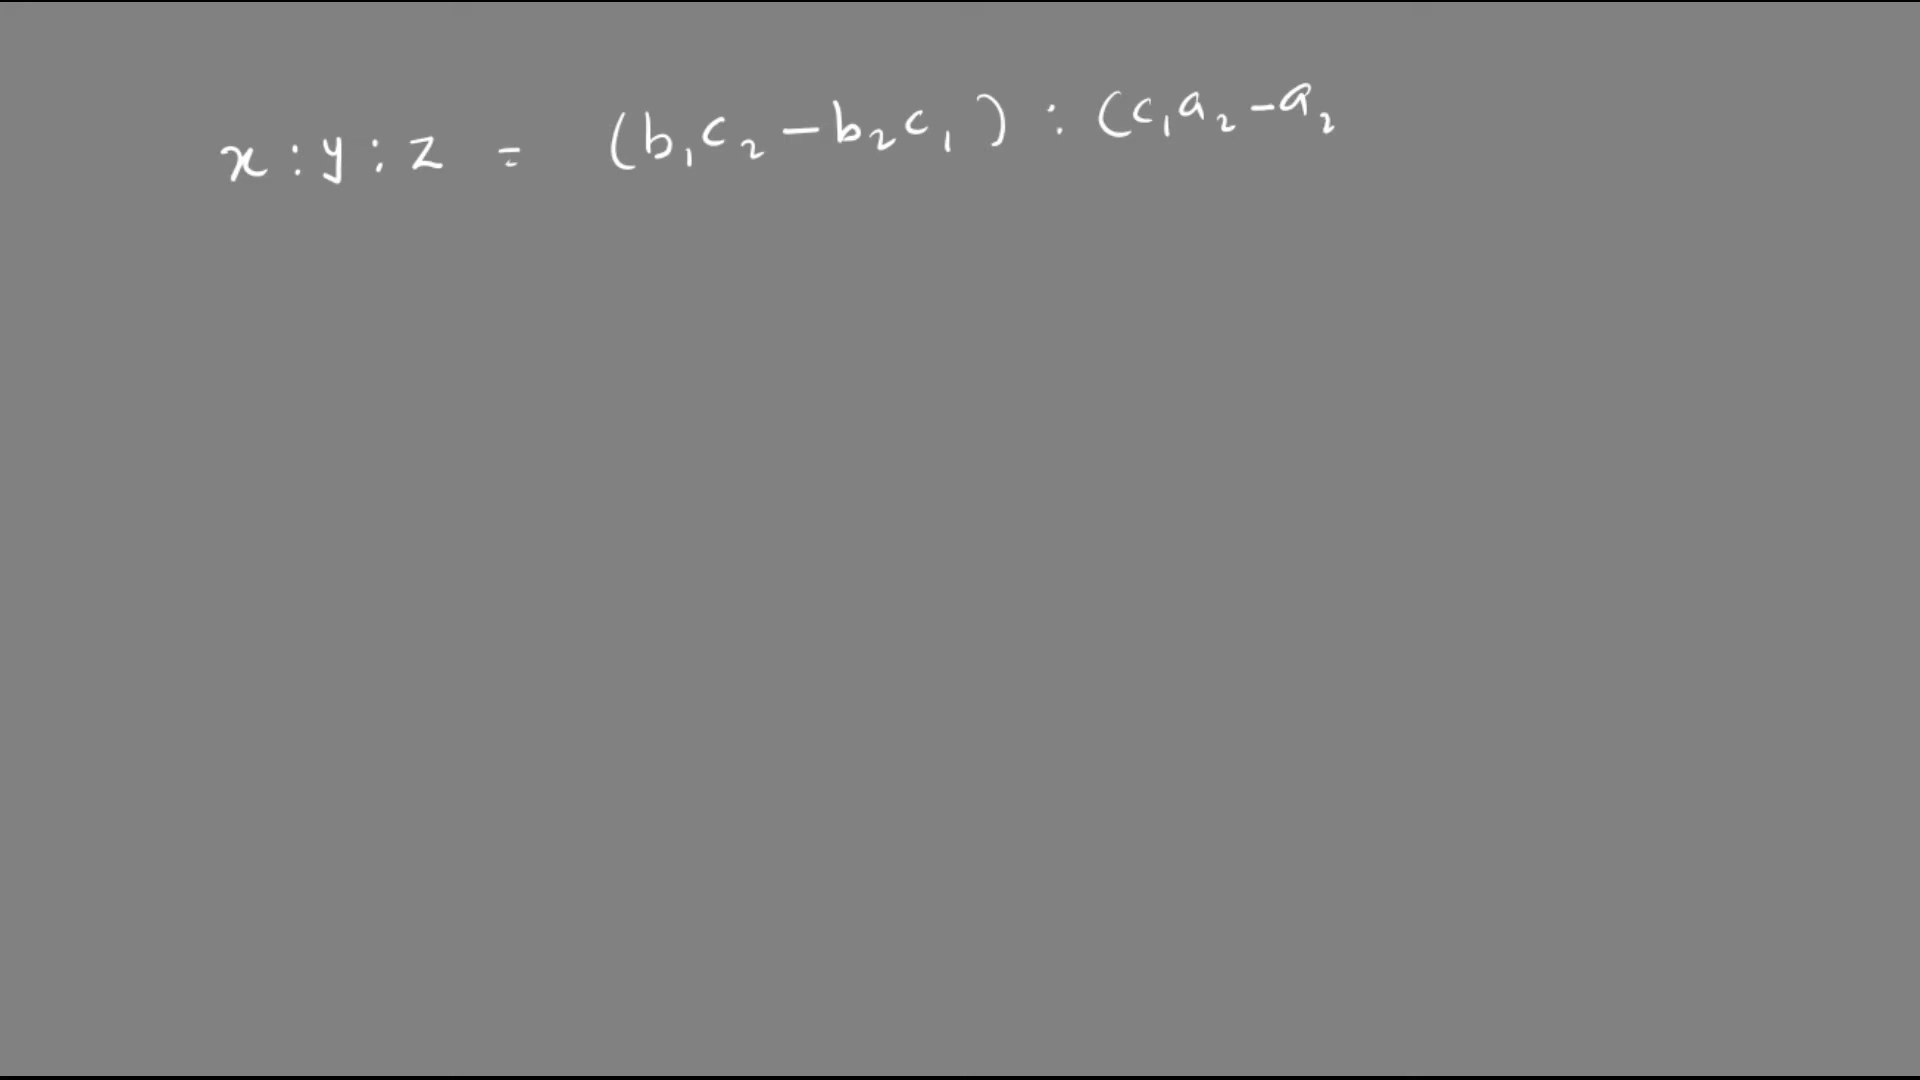 x : y : z = (b₁c₂ - b₂c₁) : (c₁a₂ - a₂